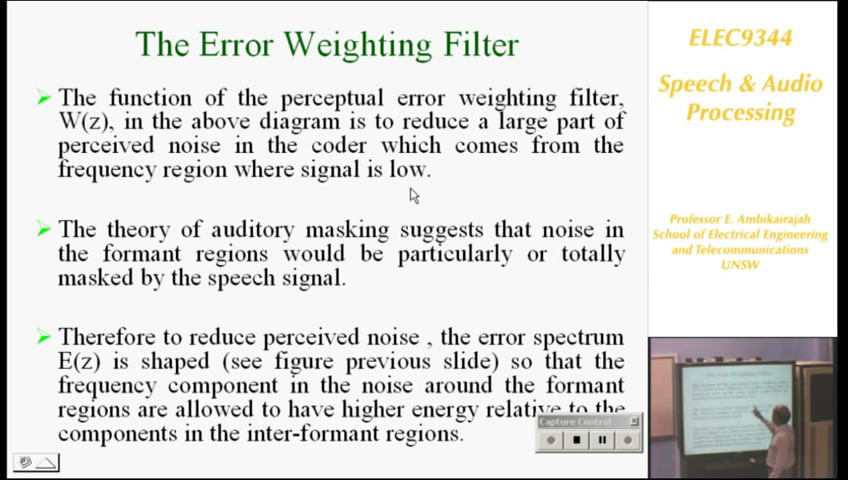 The Error Weighting Filter
The function of the perceptual error weighting filter,
W(z), in the above diagram is to reduce a large part of
perceived noise in the coder which comes from the
frequency region where signal is low.
The theory of auditory masking suggests that noise in
the formant regions would be particularly or totally
masked by the speech signal.
Therefore to reduce perceived noise , the error spectrum
E(z) is shaped (see figure previous slide) so that the
frequency component in the noise around the formant
regions are allowed to have higher energy relative to the
components in the inter-formant regions.
Capture Control
ELEC9344
Speech & Audio
Processing
Professor E. Ambikairajah
School of Electrical Engineering
and Telecommunications
UNSW